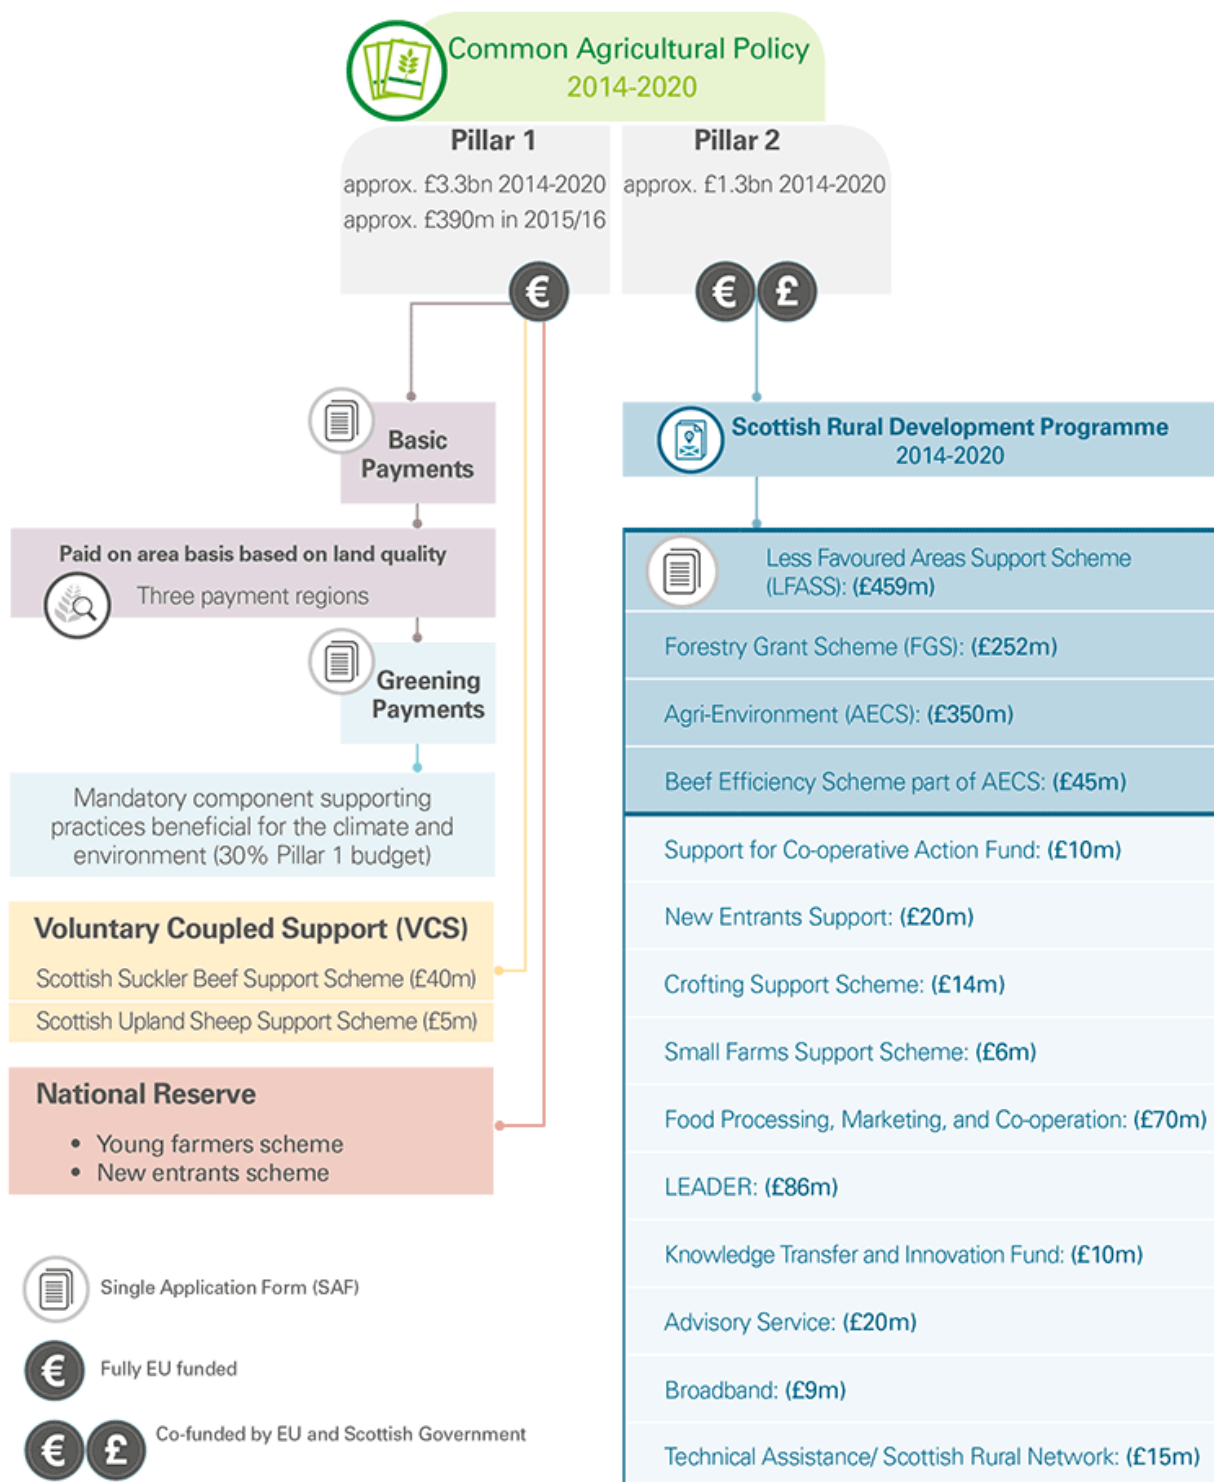 Common Agricultural Policy
2014-2020
Pillar 1
approx. £3.3bn 2014-2020
approx. £390m in 2015/16
€
Pillar 2
approx. £1.3bn 2014-2020
€ £
Basic
Payments
Paid on area basis based on land quality
Three payment regions
Greening
Payments
Mandatory component supporting
practices beneficial for the climate and
environment (30% Pillar 1 budget)
Voluntary Coupled Support (VCS)
Scottish Suckler Beef Support Scheme (£40m)
Scottish Upland Sheep Support Scheme (£5m)
National Reserve
• Young farmers scheme
• New entrants scheme
Single Application Form (SAF)
€ Fully EU funded
€ £ Co-funded by EU and Scottish Government
Scottish Rural Development Programme
2014-2020
Less Favoured Areas Support Scheme
(LFASS): (£459m)
Forestry Grant Scheme (FGS): (£252m)
Agri-Environment (AECS): (£350m)
Beef Efficiency Scheme part of AECS: (£45m)
Support for Co-operative Action Fund: (£10m)
New Entrants Support: (£20m)
Crofting Support Scheme: (£14m)
Small Farms Support Scheme: (£6m)
Food Processing, Marketing, and Co-operation: (£70m)
LEADER: (£86m)
Knowledge Transfer and Innovation Fund: (£10m)
Advisory Service: (£20m)
Broadband: (£9m)
Technical Assistance/ Scottish Rural Network: (£15m)